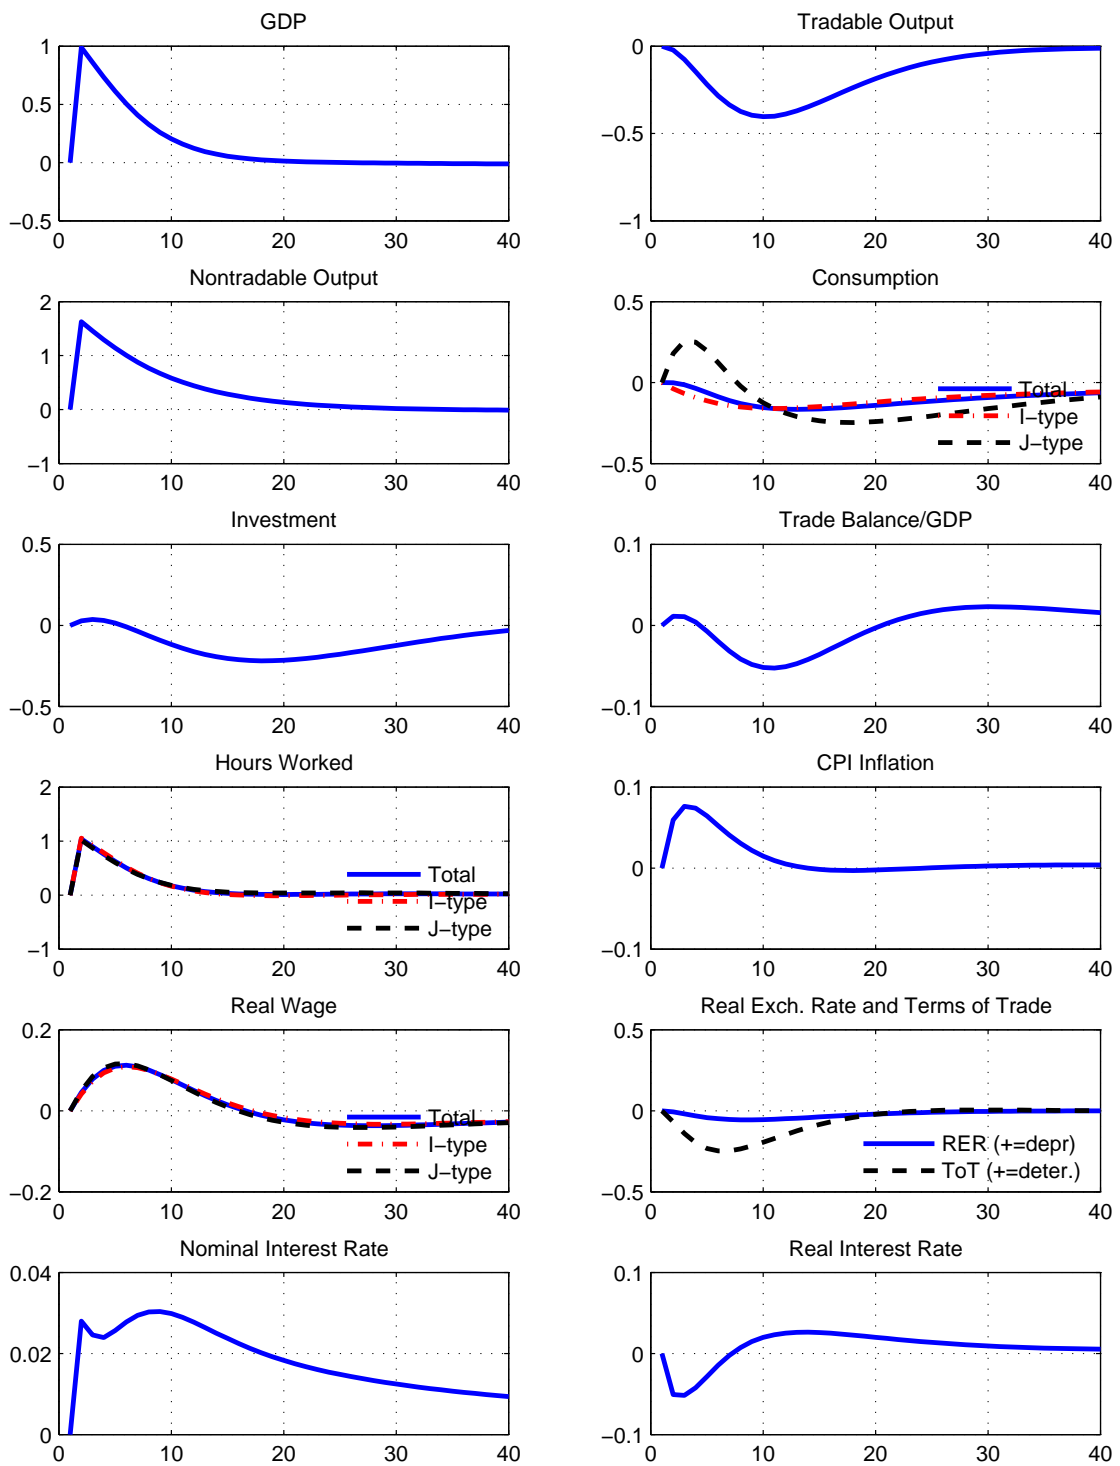 GDP
1
0.5
0
−0.5
0 10 20 30 40
Tradable Output
0
−0.5
−1
0 10 20 30 40
Nontradable Output
2
1
0
−1
0 10 20 30 40
Consumption
0.5
0
−0.5
Total
I−type
J−type
0 10 20 30 40
Investment
0.5
0
−0.5
0 10 20 30 40
Trade Balance/GDP
0.1
0
−0.1
0 10 20 30 40
Hours Worked
2
1
0
−1
Total
I−type
J−type
0 10 20 30 40
CPI Inflation
0.1
0
−0.1
0 10 20 30 40
Real Wage
0.2
0
−0.2
Total
I−type
J−type
0 10 20 30 40
Real Exch. Rate and Terms of Trade
0.5
0
−0.5
RER (+=depr)
ToT (+=deter.)
0 10 20 30 40
Nominal Interest Rate
0.04
0.02
0
0 10 20 30 40
Real Interest Rate
0.1
0
−0.1
0 10 20 30 40